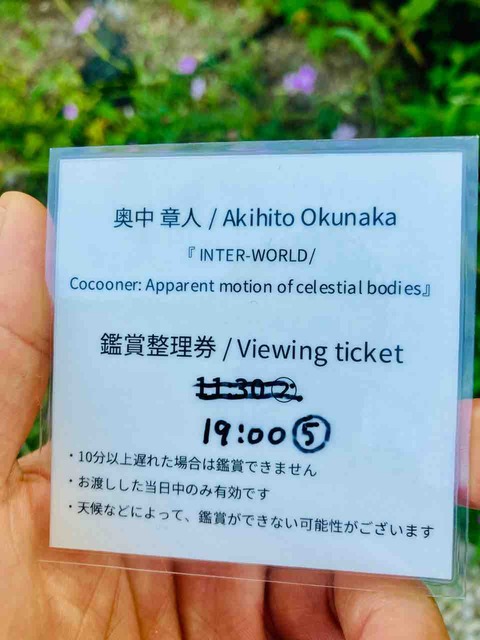 奥中 章人 / Akihito Okunaka
『 INTER-WORLD/
Cocooner: Apparent motion of celestial bodies』
鑑賞整理券 / Viewing ticket
11:30 ②
19:00 ⑤
・10分以上遅れた場合は鑑賞できません
・お渡しした当日中のみ有効です
・天候などによって、鑑賞ができない可能性がございます